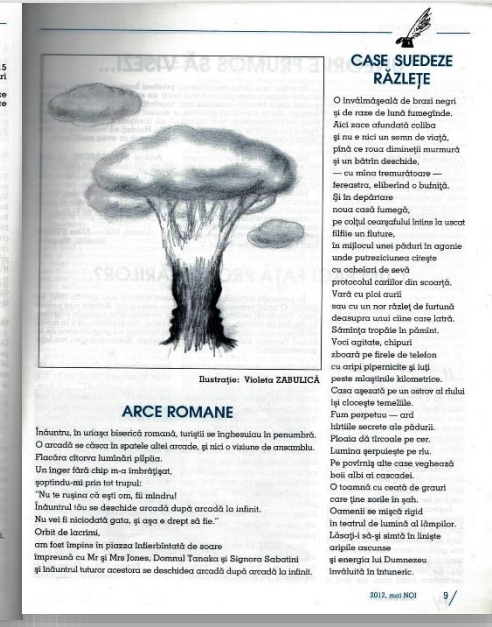 CASE SUEDEZE
RĂZLEȚE
O învălmășeală de brazi negri
și de raze de lună fumegînde.
Aici zace afundată coliba
și nu e nici un semn de viață,
pînă ce roua dimineții murmură
și un bătrîn deschide,
— cu mîna tremurătoare —
fereastra, eliberînd o bufniță.
Și în depărtare
noua casă fumegă,
pe colțul cearșafului întins la uscat
fîlfîie un fluture,
în mijlocul unei păduri în agonie
unde putreziciunea citește
cu ochelari de sevă
protocolul cariilor din scoarță.
Vară cu ploi aurii
sau cu un nor răzleț de furtună
deasupra unui cîine care latră.
Sămînța tropăie în pămînt.
Voci agitate, chipuri
zboară pe firele de telefon
cu aripi pipernicite și iuți
peste mlaștinile kilometrice.
Casa așezată pe un ostrov al rîului
își clocește temeliile.
Fum perpetuu — ard
hîrtiile secrete ale pădurii.
Ploaia dă tîrcoale pe cer.
Lumina șerpuiește pe rîu.
Pe povîrniș alte case veghează
boii albi ai cascadei.
O toamnă cu ceată de grauri
care ține zorile în șah.
Oamenii se mișcă rigid
în teatrul de lumină al lămpilor.
Lăsați-i să-și simtă în liniște
aripile ascunse
și energia lui Dumnezeu
învăluită în întuneric.
Ilustrație: Violeta ZABULICĂ
ARCE ROMANE
Înăuntru, în uriașa biserică romană, turiștii se înghesuiau în penumbră.
O arcadă se căsca în spatele altei arcade, și nici o viziune de ansamblu.
Flacăra cîtorva lumînări pîlpîia.
Un înger fără chip m-a îmbrățișat,
șoptindu-mi prin tot trupul:
"Nu te rușina că ești om, fii mîndru!
Înăuntrul tău se deschide arcadă după arcadă la infinit.
Nu vei fi niciodată gata, și așa e drept să fie."
Orbit de lacrimi,
am fost împins în piazza înfierbîntată de soare
împreună cu Mr și Mrs Jones, Domnul Tanaka și Signora Sabatini
și înăuntrul tuturor acestora se deschidea arcadă după arcadă la infinit.
2012, mai NOI 9/